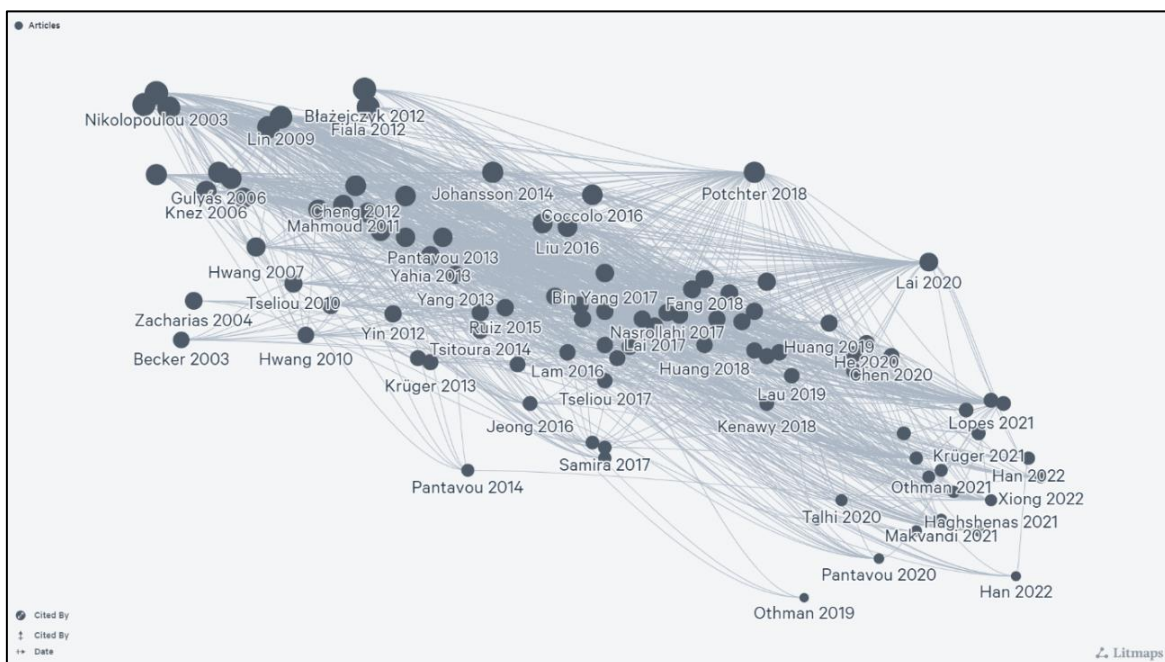 Articles
Nikolopoulou 2003
Lin 2009
Błażejczyk 2012
Fiala 2012
Gulyás 2006
Knez 2006
Cheng 2012
Mahmoud 2011
Johansson 2014
Coccolo 2016
Liu 2016
Potchter 2018
Lai 2020
Hwang 2007
Pantavou 2013
Yahia 2013
Tseliou 2010
Zacharias 2004
Yang 2013
Bin Yang 2017
Fang 2018
Becker 2003
Hwang 2010
Yin 2012
Ruiz 2015
Tsitoura 2014
Nasrollahi 2017
Lai 2017
Huang 2019
He 2020
Chen 2020
Krüger 2013
Lam 2016
Huang 2018
Tseliou 2017
Lau 2019
Jeong 2016
Kenawy 2018
Lopes 2021
Samira 2017
Krüger 2021
Pantavou 2014
Othman 2021
Han 2022
Xiong 2022
Talhi 2020
Haghshenas 2021
Makvandi 2021
Pantavou 2020
Han 2022
Othman 2019
Cited By
Cited By
Date
Litmaps